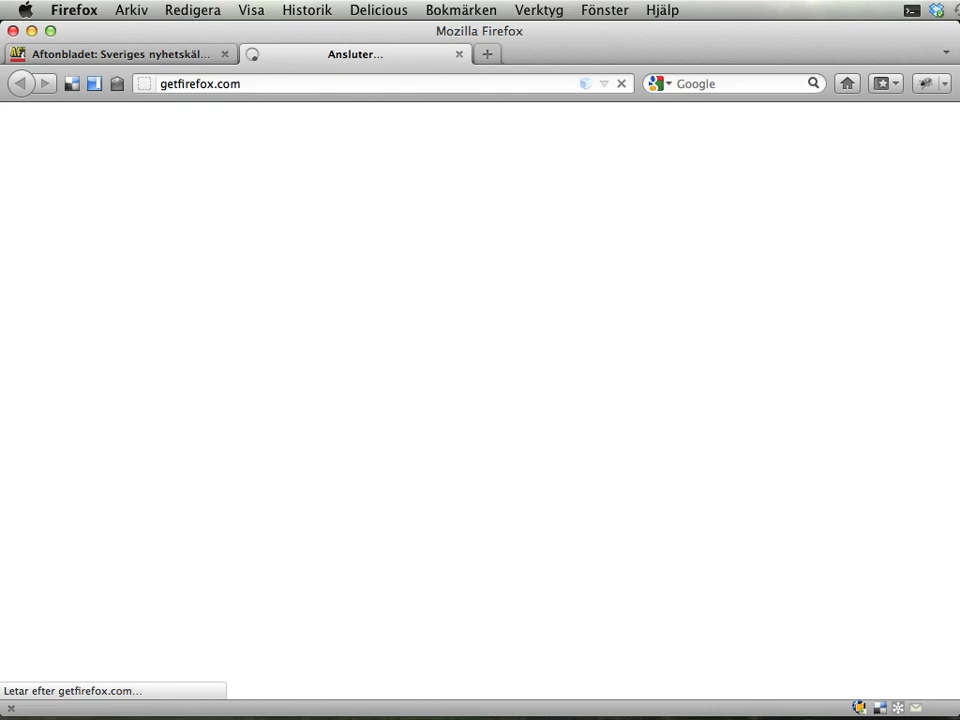 Firefox Arkiv Redigera Visa Historik Delicious Bokmärken Verktyg Fönster Hjälp
Mozilla Firefox
AF Aftonbladet: Sveriges nyhetskäl... Ansluter...
getfirefox.com Google
Letar efter getfirefox.com...